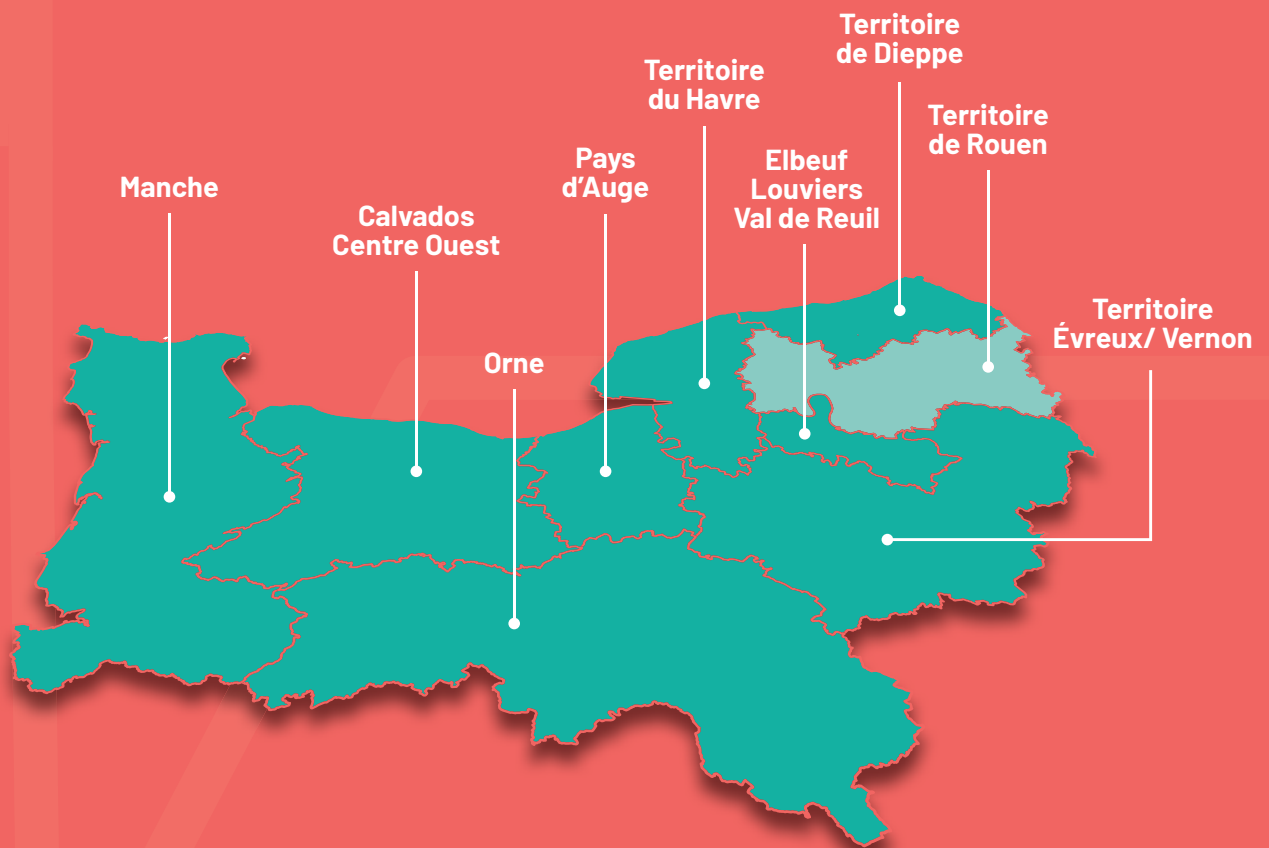 Territoire
de Dieppe
Territoire
du Havre
Territoire
de Rouen
Pays
d'Auge
Elbeuf
Louviers
Val de Reuil
Manche
Calvados
Centre Ouest
Territoire
Évreux/ Vernon
Orne